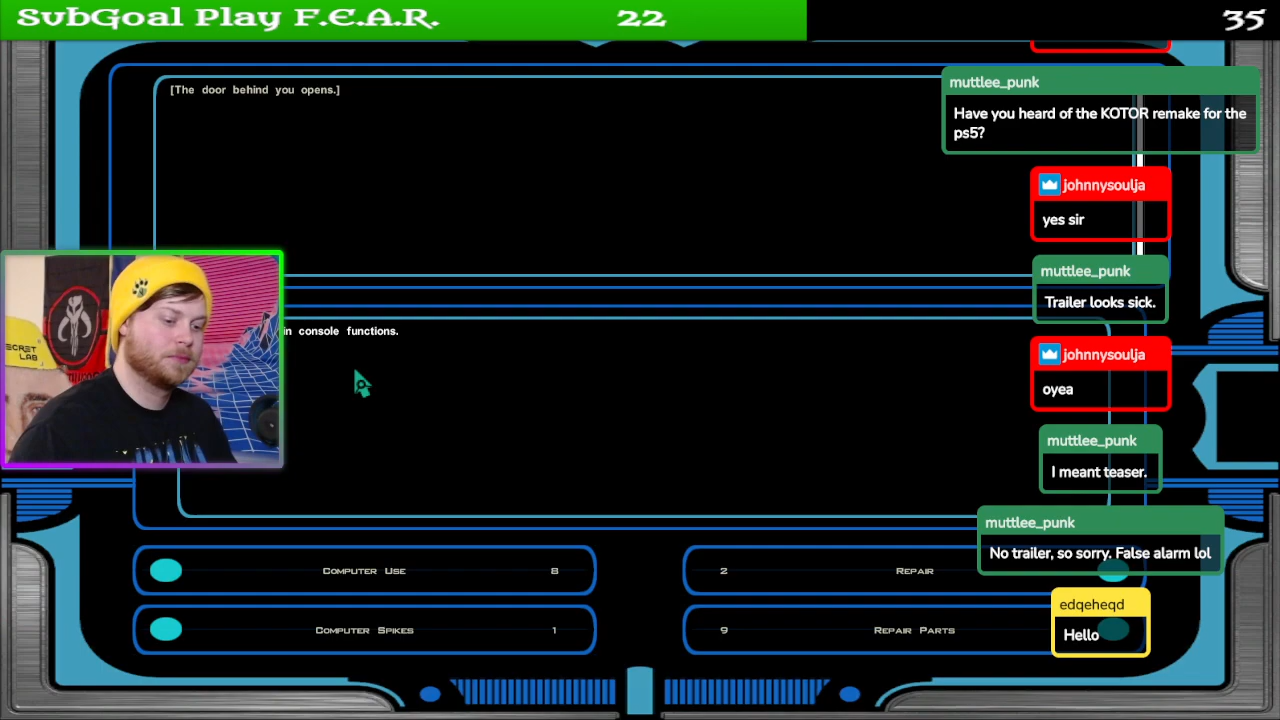 SubGoal Play F.E.A.R. 22 35
[The door behind you opens.]
muttlee_punk
Have you heard of the KOTOR remake for the
ps5?
johnnysoulja
yes sir
muttlee_punk
Trailer looks sick.
in console functions.
SECRET
LAB
johnnysoulja
oyea
muttlee_punk
I meant teaser.
muttlee_punk
No trailer, so sorry. False alarm lol
Computer Use 8
2 Repair
edqeheqd
Hello
Computer Spikes 1
9 Repair Parts